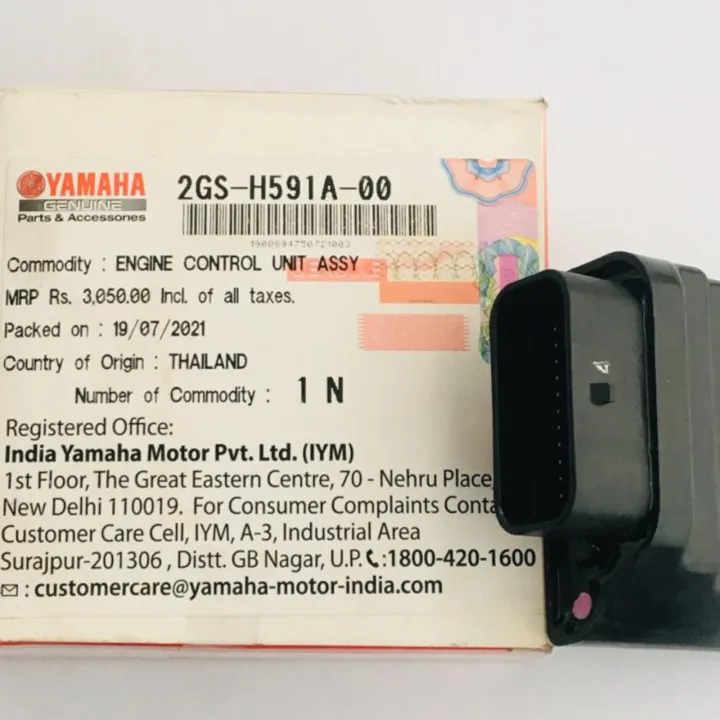 YAMAHA
GENUINE
Parts & Accessories
2GS-H591A-00
Commodity : ENGINE CONTROL UNIT ASSY
MRP Rs. 3,050.00 Incl. of all taxes.
Packed on : 19/07/2021
Country of Origin : THAILAND
Number of Commodity : 1 N
Registered Office:
India Yamaha Motor Pvt. Ltd. (IYM)
1st Floor, The Great Eastern Centre, 70 - Nehru Place,
New Delhi 110019. For Consumer Complaints Conta
Customer Care Cell, IYM, A-3, Industrial Area
Surajpur-201306 , Distt. GB Nagar, U.P. :1800-420-1600
: customercare@yamaha-motor-india.com